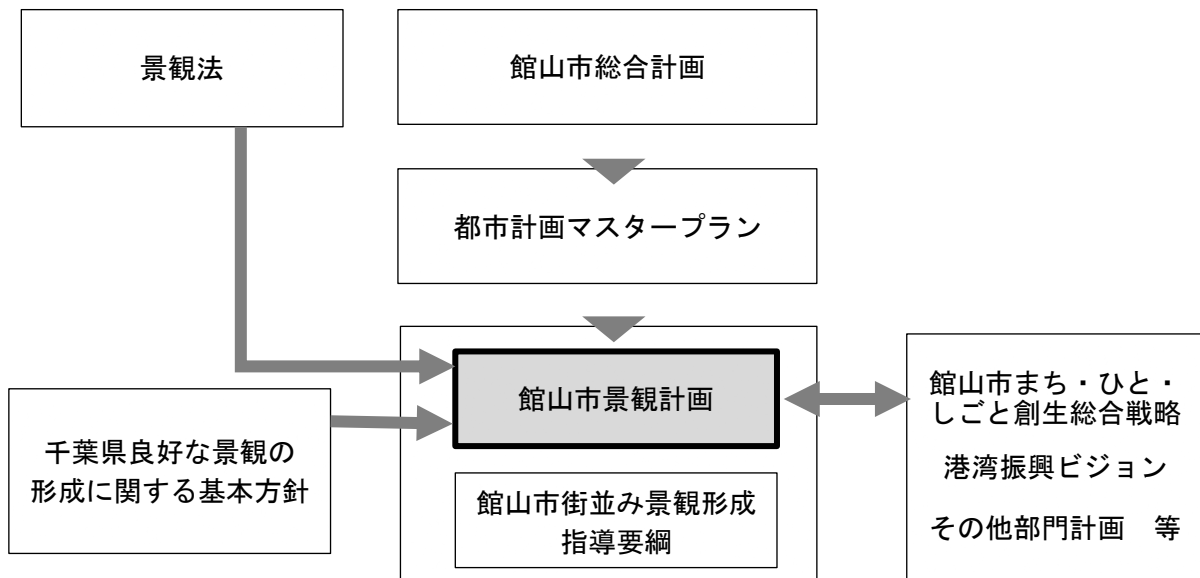 景観法
館山市総合計画
都市計画マスタープラン
館山市景観計画
館山市街並み景観形成
指導要綱
千葉県良好な景観の
形成に関する基本方針
館山市まち・ひと・
しごと創生総合戦略
港湾振興ビジョン
その他部門計画　等